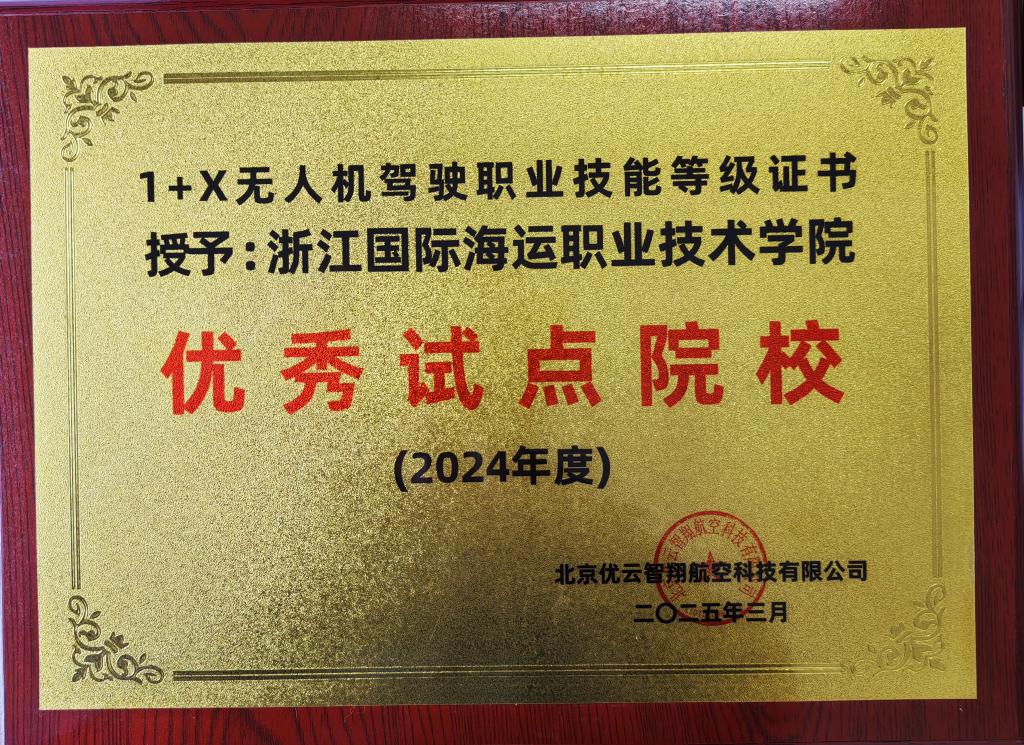 1+X无人机驾驶职业技能等级证书
授予:浙江国际海运职业技术学院
优秀试点院校
(2024年度)
北京优云智翔航空科技有限公司
二〇二五年三月